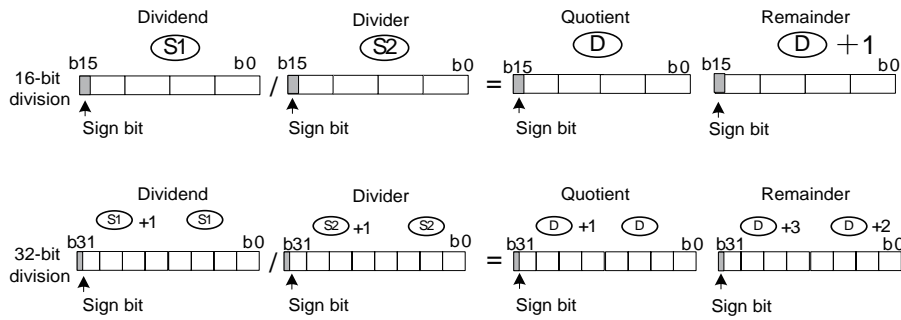 Dividend Divider Quotient Remainder
S1 S2 D D +1
b15 b0 b15 b0 b15 b0 b15 b0
16-bit division / =
Sign bit Sign bit Sign bit Sign bit
Dividend Divider Quotient Remainder
S1 +1 S1 S2 +1 S2 D +1 D D +3 D +2
b31 b0 b31 b0 b31 b0 b31 b0
32-bit division / =
Sign bit Sign bit Sign bit Sign bit